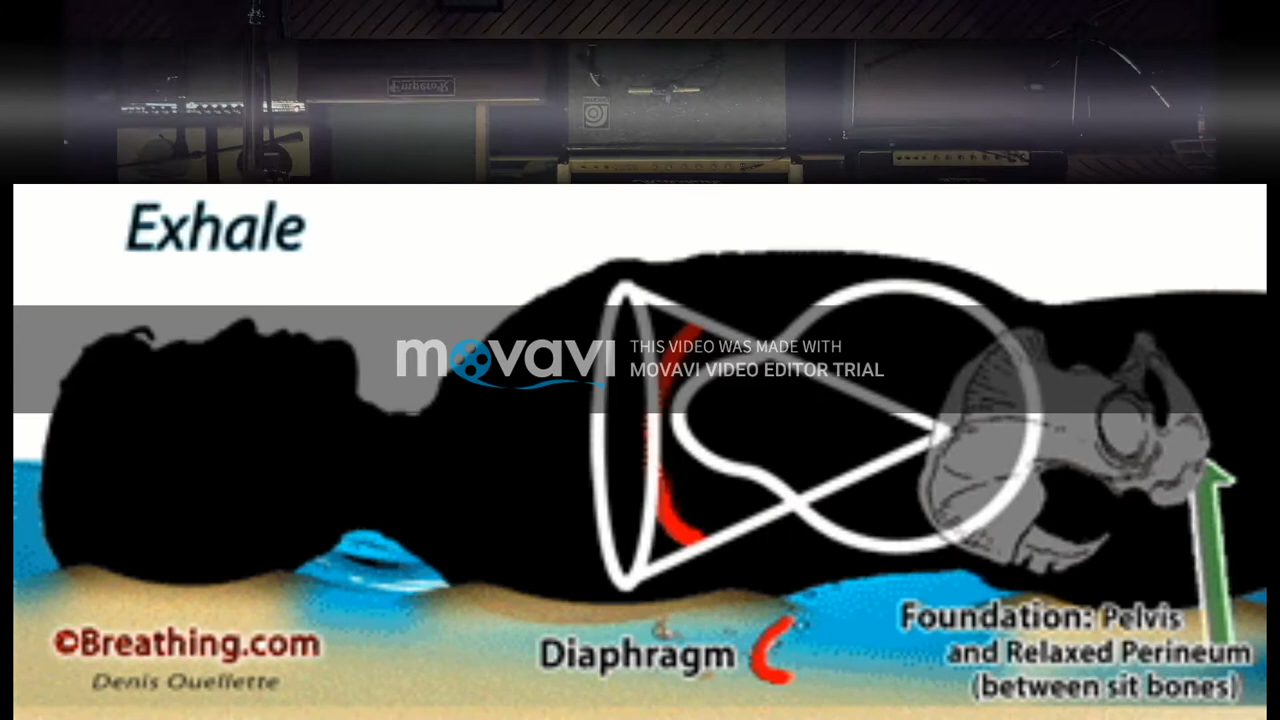 Exhale
movavi
THIS VIDEO WAS MADE WITH
MOVAVI VIDEO EDITOR TRIAL
Foundation: Pelvis
and Relaxed Perineum
(between sit bones)
Diaphragm
©Breathing.com
Denis Ouellette